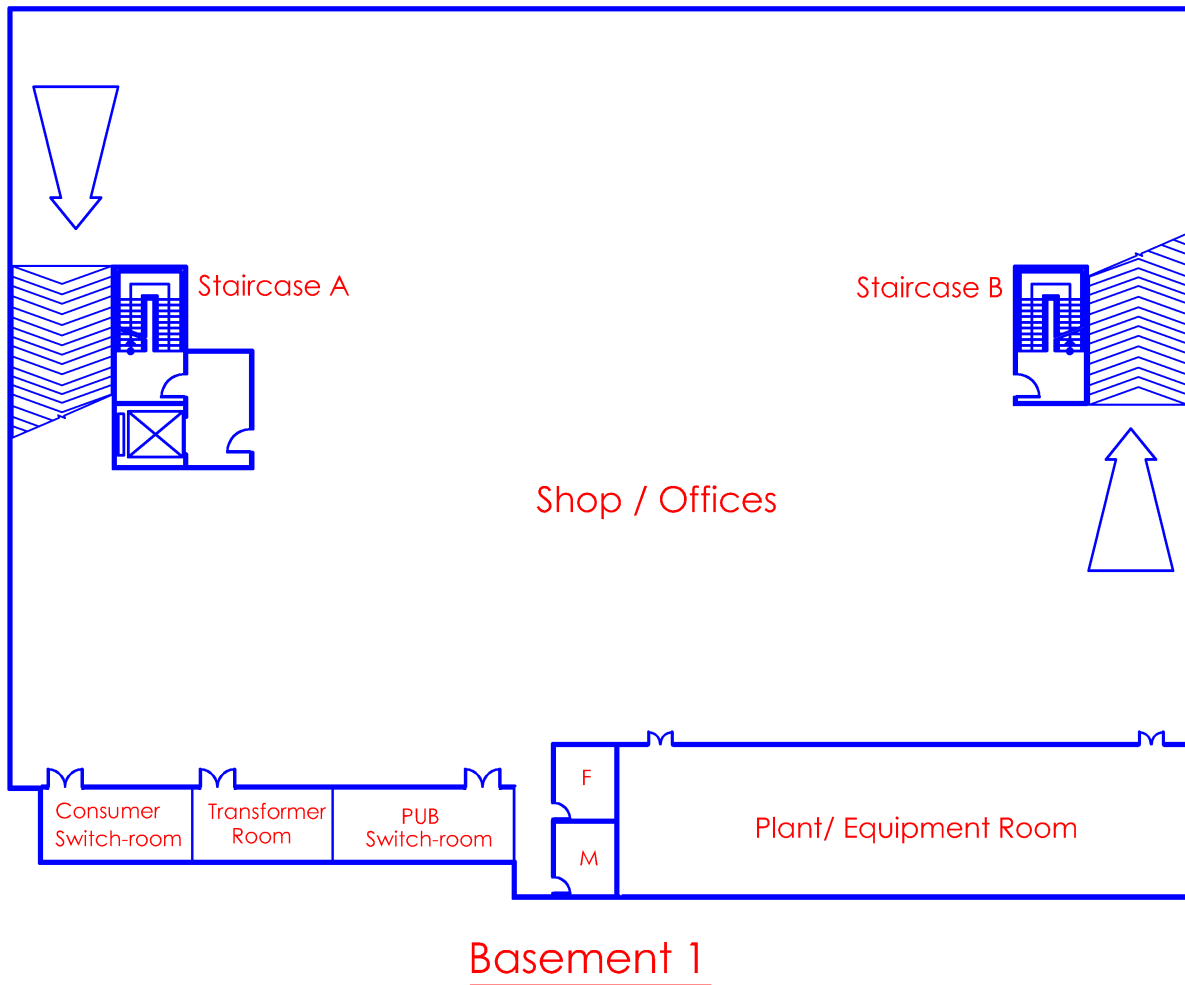 Staircase A
Staircase B
Shop / Offices
F
Consumer
Switch-room
Transformer
Room
PUB
Switch-room
M
Plant/ Equipment Room
Basement 1